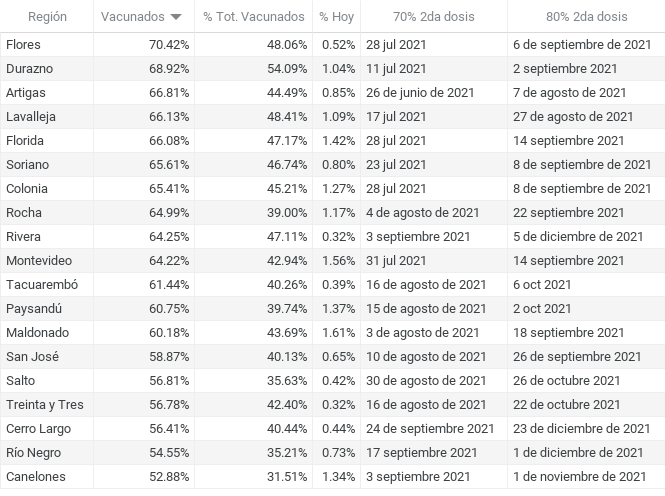 Región Vacunados % Tot. Vacunados % Hoy 70% 2da dosis 80% 2da dosis
Flores 70.42% 48.06% 0.52% 28 jul 2021 6 de septiembre de 2021
Durazno 68.92% 54.09% 1.04% 11 jul 2021 2 septiembre 2021
Artigas 66.81% 44.49% 0.85% 26 de junio de 2021 7 de agosto de 2021
Lavalleja 66.13% 48.41% 1.09% 17 jul 2021 27 de agosto de 2021
Florida 66.08% 47.17% 1.42% 28 jul 2021 14 septiembre 2021
Soriano 65.61% 46.74% 0.80% 23 jul 2021 8 de septiembre de 2021
Colonia 65.41% 45.21% 1.27% 28 jul 2021 8 de septiembre de 2021
Rocha 64.99% 39.00% 1.17% 4 de agosto de 2021 22 septiembre 2021
Rivera 64.25% 47.11% 0.32% 3 septiembre 2021 5 de diciembre de 2021
Montevideo 64.22% 42.94% 1.56% 31 jul 2021 14 septiembre 2021
Tacuarembó 61.44% 40.26% 0.39% 16 de agosto de 2021 6 oct 2021
Paysandú 60.75% 39.74% 1.37% 15 de agosto de 2021 2 oct 2021
Maldonado 60.18% 43.69% 1.61% 3 de agosto de 2021 18 septiembre 2021
San José 58.87% 40.13% 0.65% 10 de agosto de 2021 26 de septiembre de 2021
Salto 56.81% 35.63% 0.42% 30 de agosto de 2021 26 de octubre 2021
Treinta y Tres 56.78% 42.40% 0.32% 16 de agosto de 2021 22 de octubre 2021
Cerro Largo 56.41% 40.44% 0.44% 24 de septiembre de 2021 23 de diciembre de 2021
Río Negro 54.55% 35.21% 0.73% 17 septiembre 2021 1 de diciembre de 2021
Canelones 52.88% 31.51% 1.34% 3 septiembre 2021 1 de noviembre de 2021